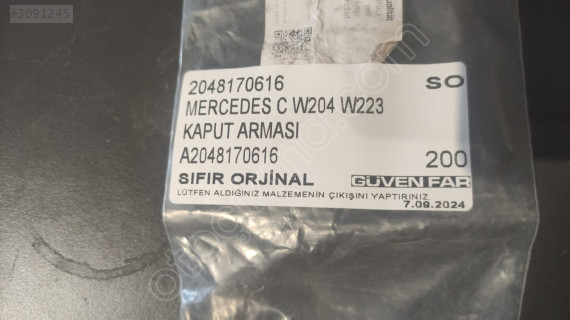 #3091245
2048170616 SO
MERCEDES C W204 W223
KAPUT ARMASI
A2048170616 200
SIFIR ORJİNAL GÜVEN FAR
LÜTFEN ALDIĞINIZ MALZEMENİN ÇIKIŞINI YAPTIRINIZ.
7.09.2024